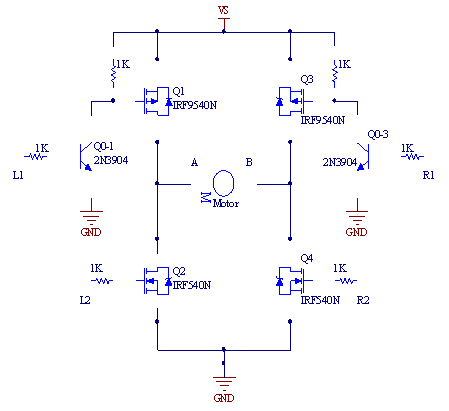 VS
1K
1K
Q1
IRF9540N
Q3
IRF9540N
1K
Q0-1
2N3904
L1
A
B
M
Motor
Q0-3
2N3904
1K
R1
GND
GND
1K
L2
Q2
IRF540N
Q4
IRF540N
1K
R2
GND